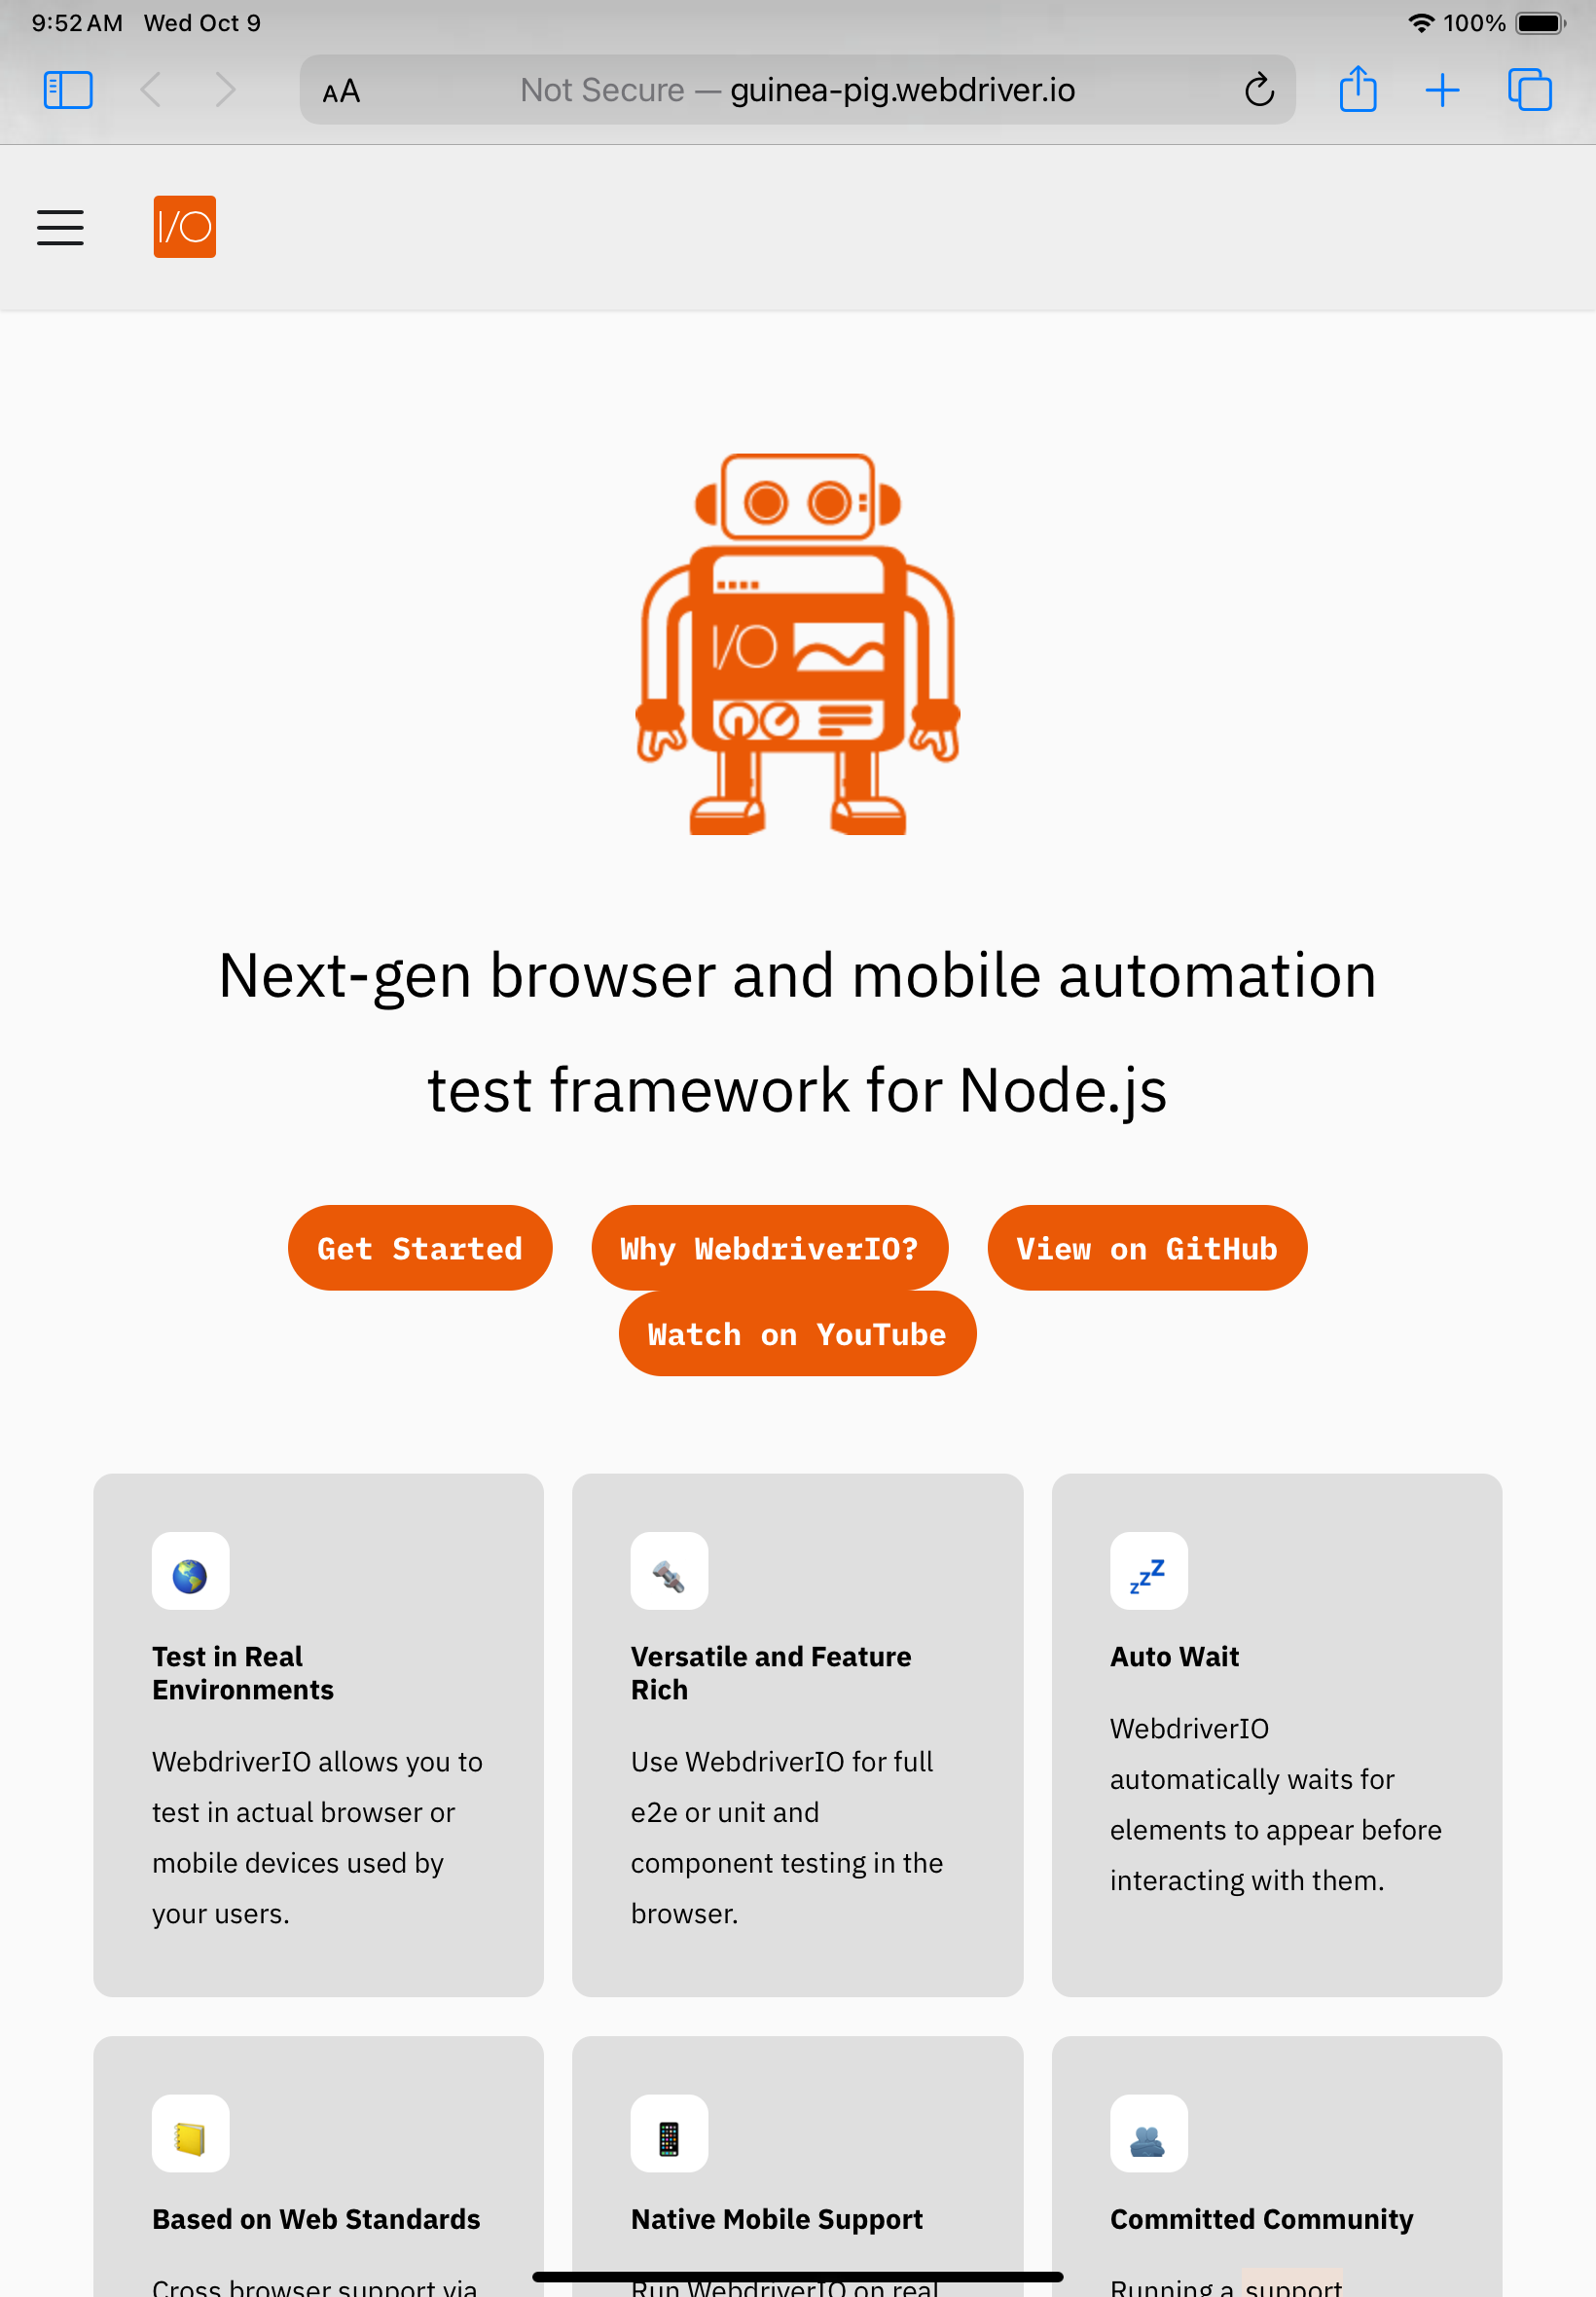 9:52 AM Wed Oct 9
100%
AA
Not Secure — guinea-pig.webdriver.io
I/O
I/O
Next-gen browser and mobile automation
test framework for Node.js
Get Started
Why WebdriverIO?
View on GitHub
Watch on YouTube
Test in Real
Environments
WebdriverIO allows you to
test in actual browser or
mobile devices used by
your users.
Versatile and Feature
Rich
Use WebdriverIO for full
e2e or unit and
component testing in the
browser.
zzZ
Auto Wait
WebdriverIO
automatically waits for
elements to appear before
interacting with them.
Based on Web Standards
Cross browser support via
Native Mobile Support
Run WebdriverIO on real
Committed Community
Running a support